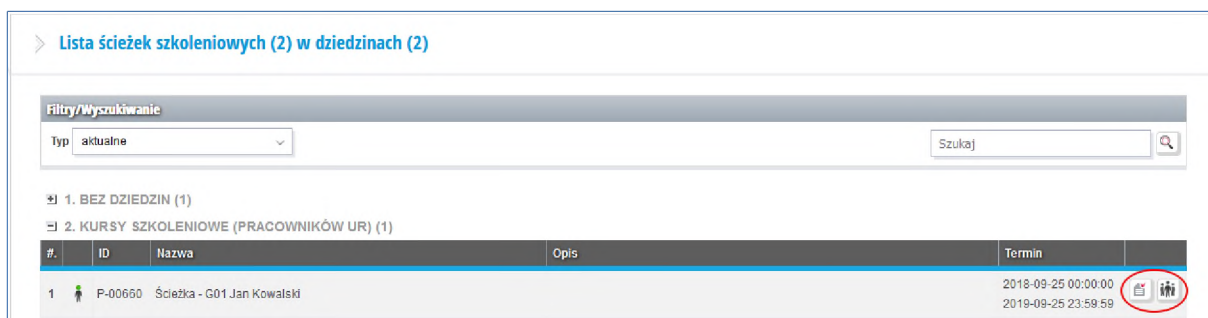 Lista ścieżek szkoleniowych (2) w dziedzinach (2)
Filtry/Wyszukiwanie
Typ aktualne Szukaj
1. BEZ DZIEDZIN (1)
2. KURSY SZKOLENIOWE (PRACOWNIKÓW UR) (1)
#. ID Nazwa Opis Termin
1 P-00660 Ścieżka - G01 Jan Kowalski 2018-09-25 00:00:00
2019-09-25 23:59:59